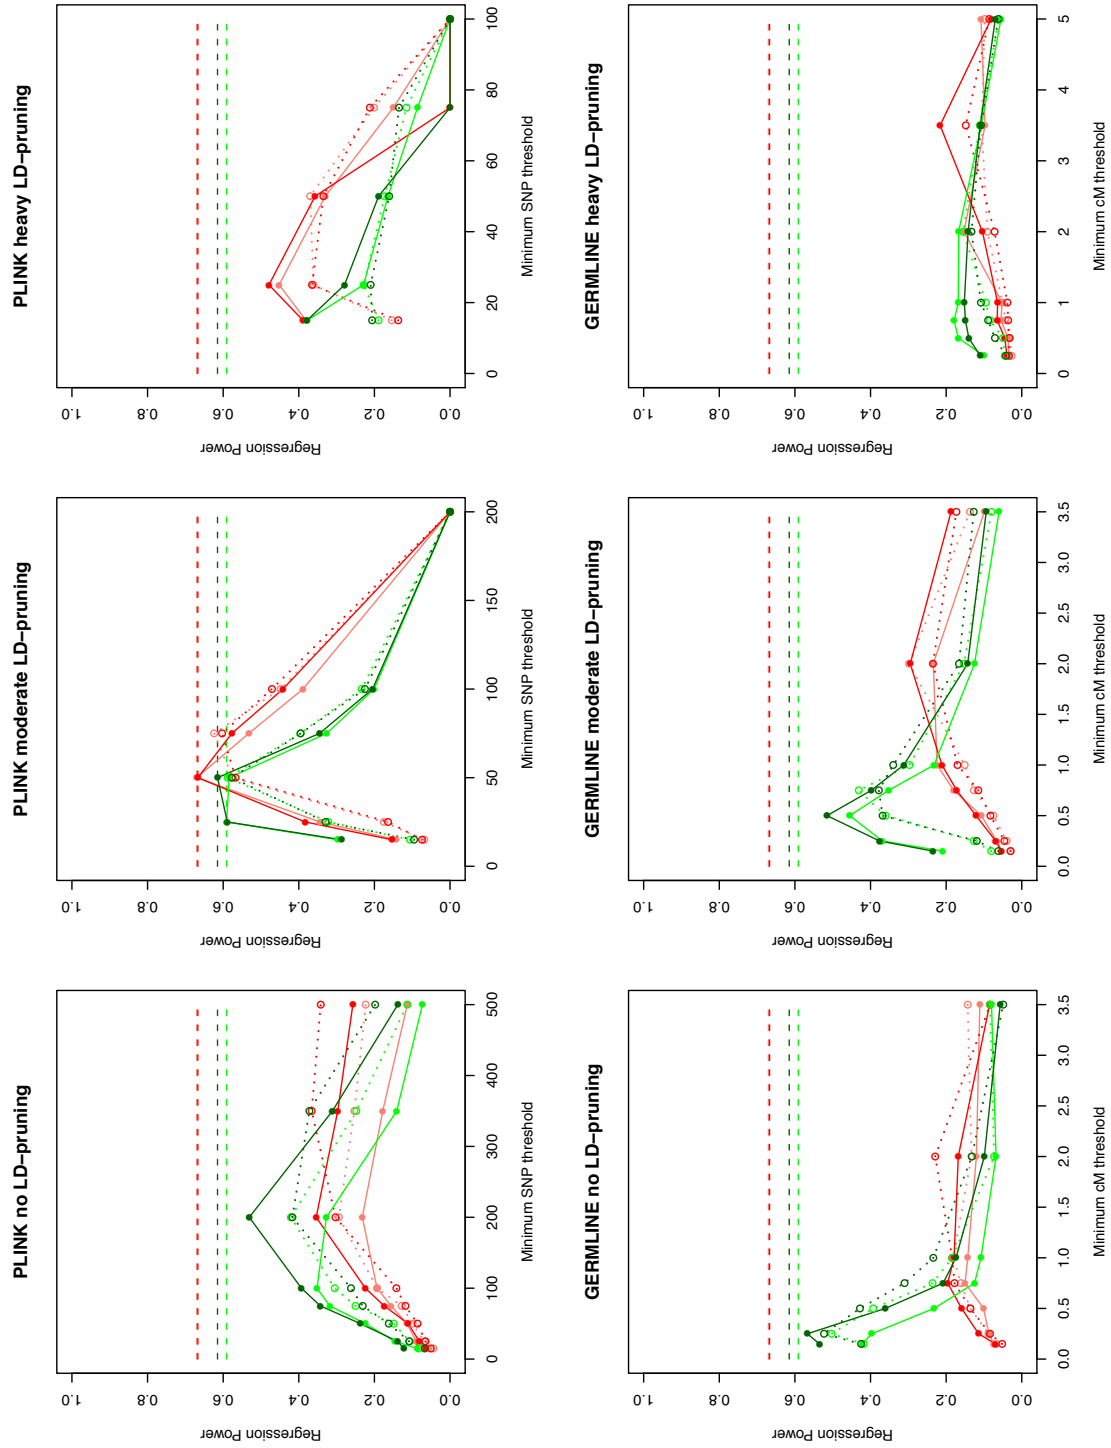 PLINK no LD−pruning
Regression Power
0.0 0.2 0.4 0.6 0.8 1.0
0 100 200 300 400 500
Minimum SNP threshold
PLINK moderate LD−pruning
Regression Power
0.0 0.2 0.4 0.6 0.8 1.0
0 50 100 150 200
Minimum SNP threshold
PLINK heavy LD−pruning
Regression Power
0.0 0.2 0.4 0.6 0.8 1.0
0 20 40 60 80 100
Minimum SNP threshold
GERMLINE no LD−pruning
Regression Power
0.0 0.2 0.4 0.6 0.8 1.0
0.0 0.5 1.0 1.5 2.0 2.5 3.0 3.5
Minimum cM threshold
GERMLINE moderate LD−pruning
Regression Power
0.0 0.2 0.4 0.6 0.8 1.0
0.0 0.5 1.0 1.5 2.0 2.5 3.0 3.5
Minimum cM threshold
GERMLINE heavy LD−pruning
Regression Power
0.0 0.2 0.4 0.6 0.8 1.0
0 1 2 3 4 5
Minimum cM threshold